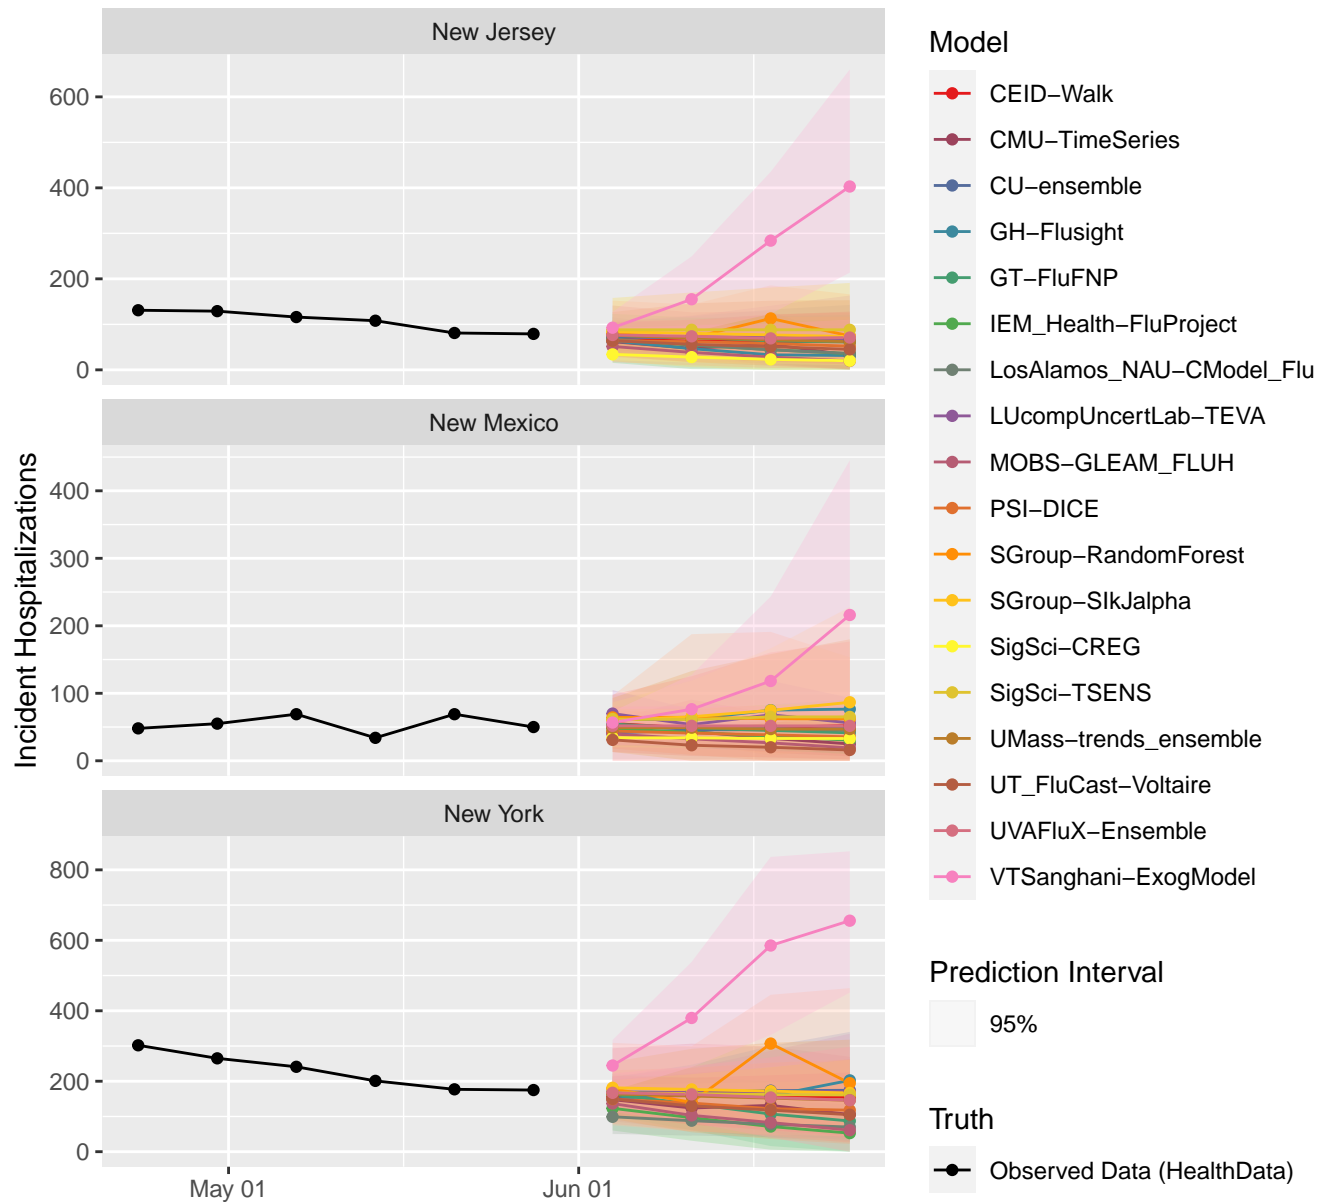 New Jersey
600
400
200
0
New Mexico
400
300
200
100
0
New York
800
600
400
200
0
May 01
Jun 01
Incident Hospitalizations
Model
CEID−Walk
CMU−TimeSeries
CU−ensemble
GH−Flusight
GT−FluFNP
IEM_Health−FluProject
LosAlamos_NAU−CModel_Flu
LUcompUncertLab−TEVA
MOBS−GLEAM_FLUH
PSI−DICE
SGroup−RandomForest
SGroup−SIkJalpha
SigSci−CREG
SigSci−TSENS
UMass−trends_ensemble
UT_FluCast−Voltaire
UVAFluX−Ensemble
VTSanghani−ExogModel
Prediction Interval
95%
Truth
Observed Data (HealthData)